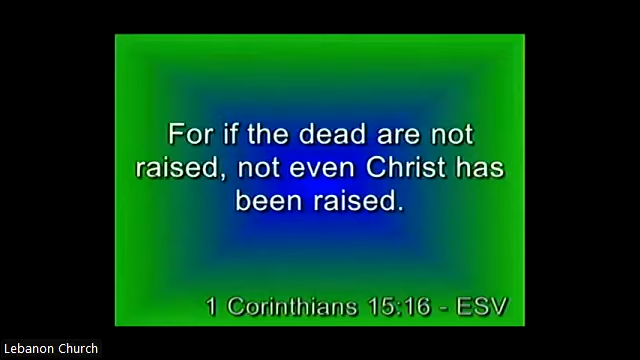 For if the dead are not
raised, not even Christ has
been raised.
1 Corinthians 15:16 - ESV
Lebanon Church